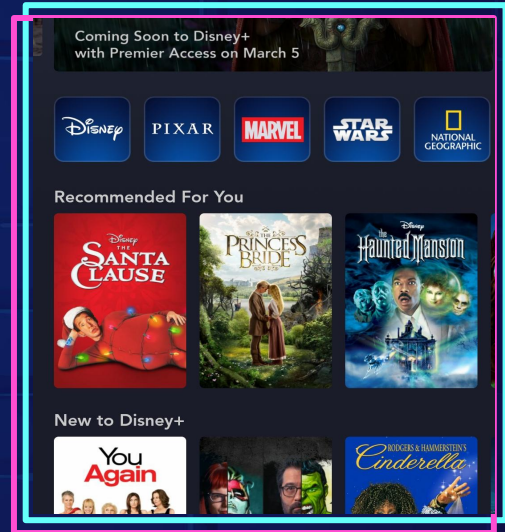 Coming Soon to Disney+
with Premier Access on March 5
Disney
PIXAR
MARVEL
STAR
WARS
NATIONAL
GEOGRAPHIC
Recommended For You
Disney
THE
SANTA
CLAUSE
THE
PRINCESS
BRIDE
Disney
the
Haunted Mansion
New to Disney+
You
Again
RODGERS & HAMMERSTEIN'S
Cinderella